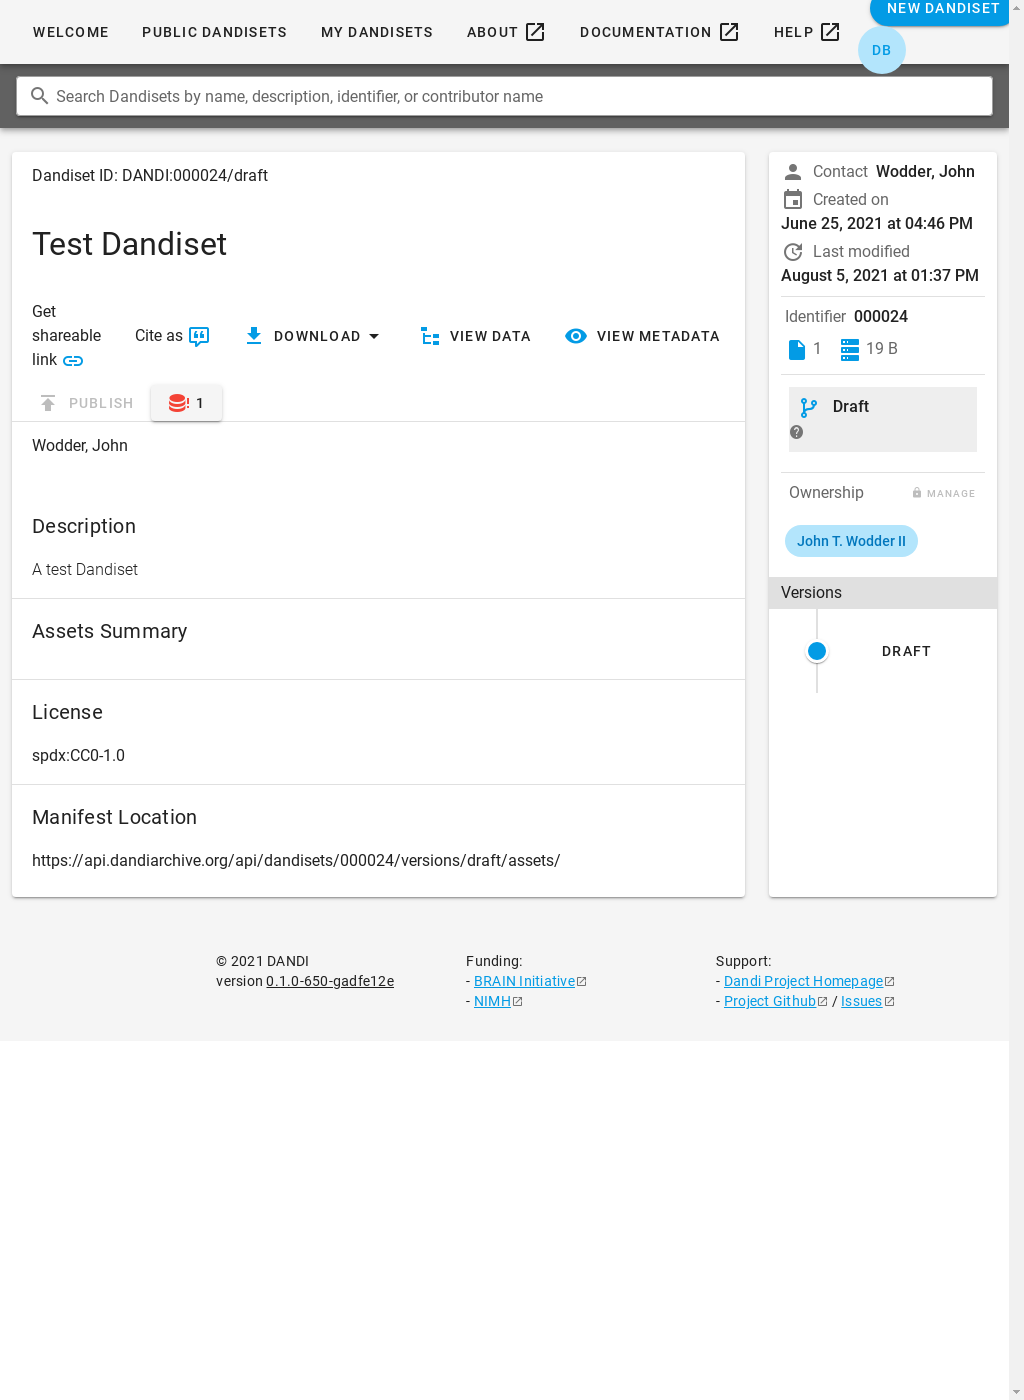 WELCOME
PUBLIC DANDISETS
MY DANDISETS
ABOUT
DOCUMENTATION
HELP
NEW DANDISET
DB
Search Dandisets by name, description, identifier, or contributor name
Dandiset ID: DANDI:000024/draft
Test Dandiset
Get
shareable
link
Cite as
DOWNLOAD
VIEW DATA
VIEW METADATA
PUBLISH
1
Wodder, John
Description
A test Dandiset
Assets Summary
License
spdx:CC0-1.0
Manifest Location
https://api.dandiarchive.org/api/dandisets/000024/versions/draft/assets/
Contact Wodder, John
Created on
June 25, 2021 at 04:46 PM
Last modified
August 5, 2021 at 01:37 PM
Identifier 000024
1
19 B
Draft
Ownership
MANAGE
John T. Wodder II
Versions
DRAFT
© 2021 DANDI
version 0.1.0-650-gadfe12e
Funding:
- BRAIN Initiative
- NIMH
Support:
- Dandi Project Homepage
- Project Github / Issues